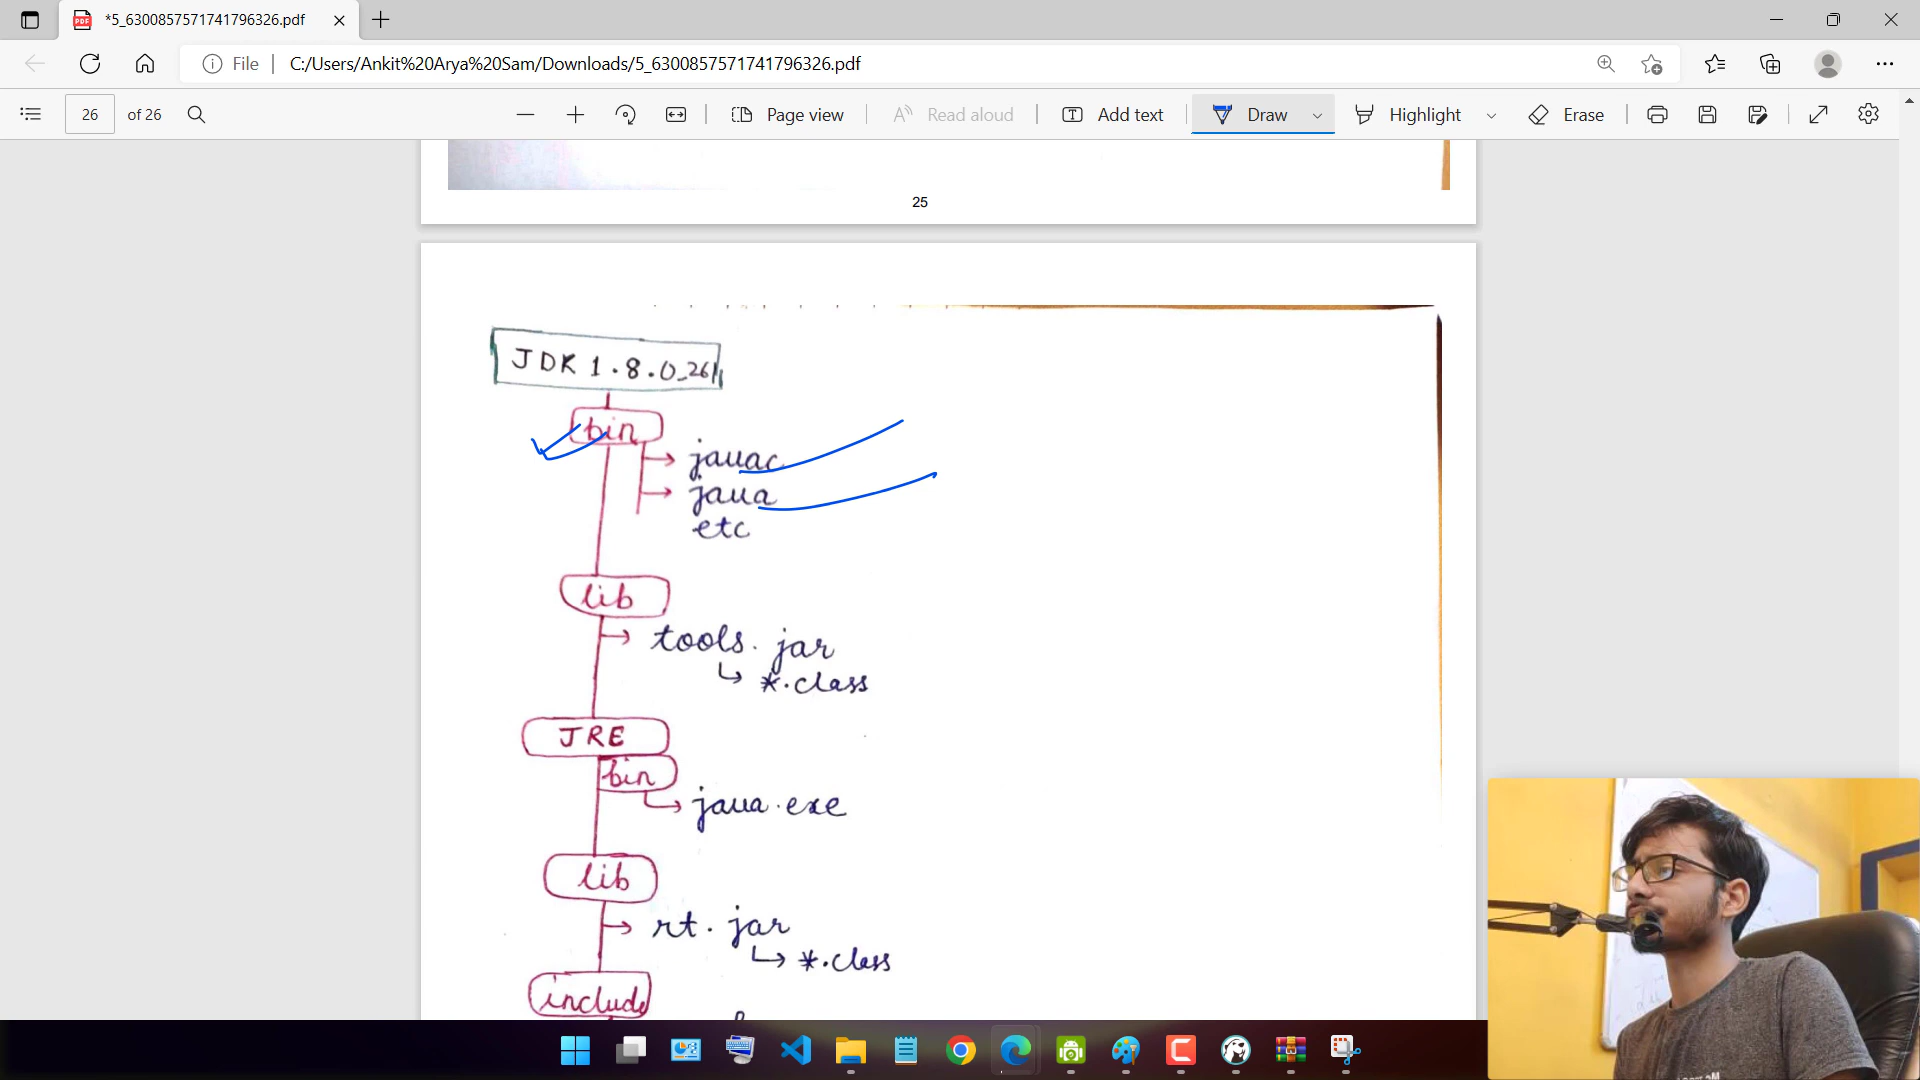 *5_6300857571741796326.pdf
File
C:/Users/Ankit%20Arya%20Sam/Downloads/5_6300857571741796326.pdf
26 of 26
Page view
Read aloud
Add text
Draw
Highlight
Erase
25
JDK 1.8.0_261
bin
javac
java
etc
lib
tools.jar
*.class
JRE
bin
java.exe
lib
rt.jar
*.class
include